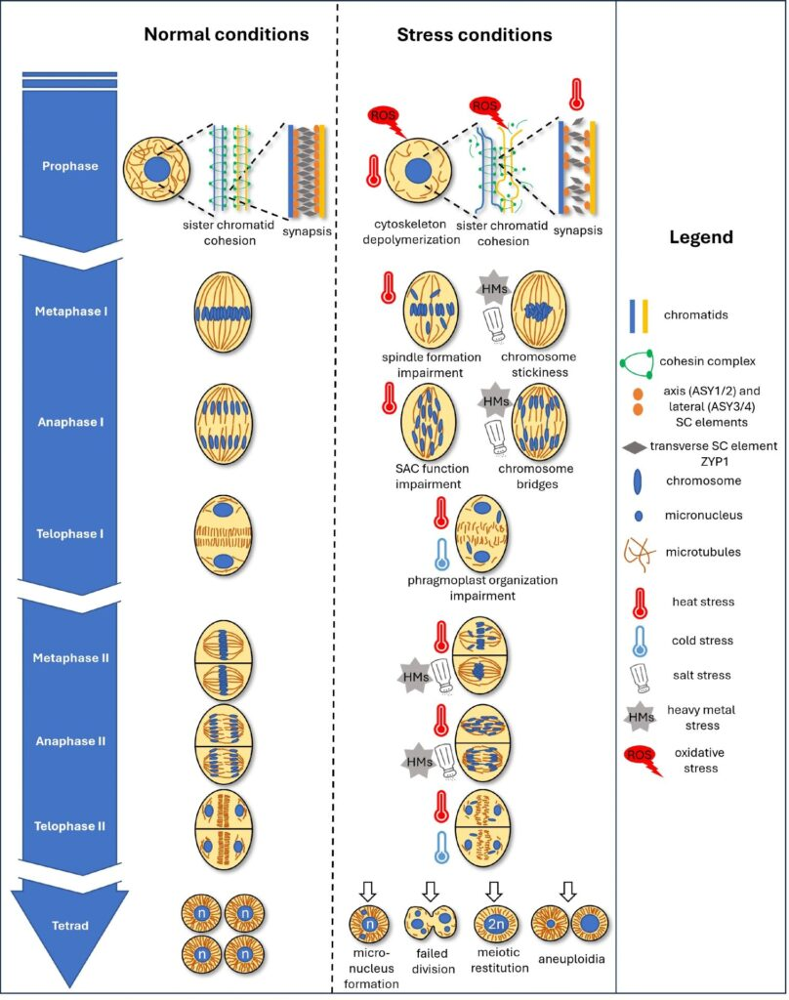 Normal conditions
Stress conditions
Prophase
ROS
ROS
sister chromatid
cohesion
synapsis
cytoskeleton
depolymerization
sister chromatid
cohesion
synapsis
Metaphase I
HMs
spindle formation
impairment
chromosome
stickiness
Anaphase I
HMs
SAC function
impairment
chromosome
bridges
Telophase I
phragmoplast organization
impairment
Metaphase II
HMs
Anaphase II
HMs
Telophase II
Tetrad
n
n
n
n
n
2n
micro-
nucleus
formation
failed
division
meiotic
restitution
aneuploidia
Legend
chromatids
cohesin complex
axis (ASY1/2) and
lateral (ASY3/4)
SC elements
transverse SC element
ZYP1
chromosome
micronucleus
microtubules
heat stress
cold stress
salt stress
HMs
heavy metal
stress
ROS
oxidative
stress